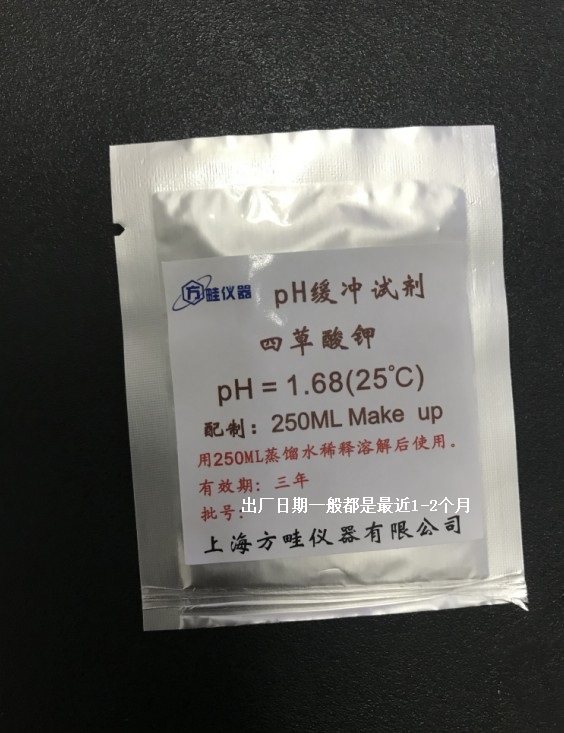 方畦仪器 pH缓冲试剂
四草酸钾
pH = 1.68(25℃)
配制：250ML Make up
用250ML蒸馏水稀释溶解后使用。
有效期: 三年
批号:
出厂日期一般都是最近1-2个月
上海方畦仪器有限公司